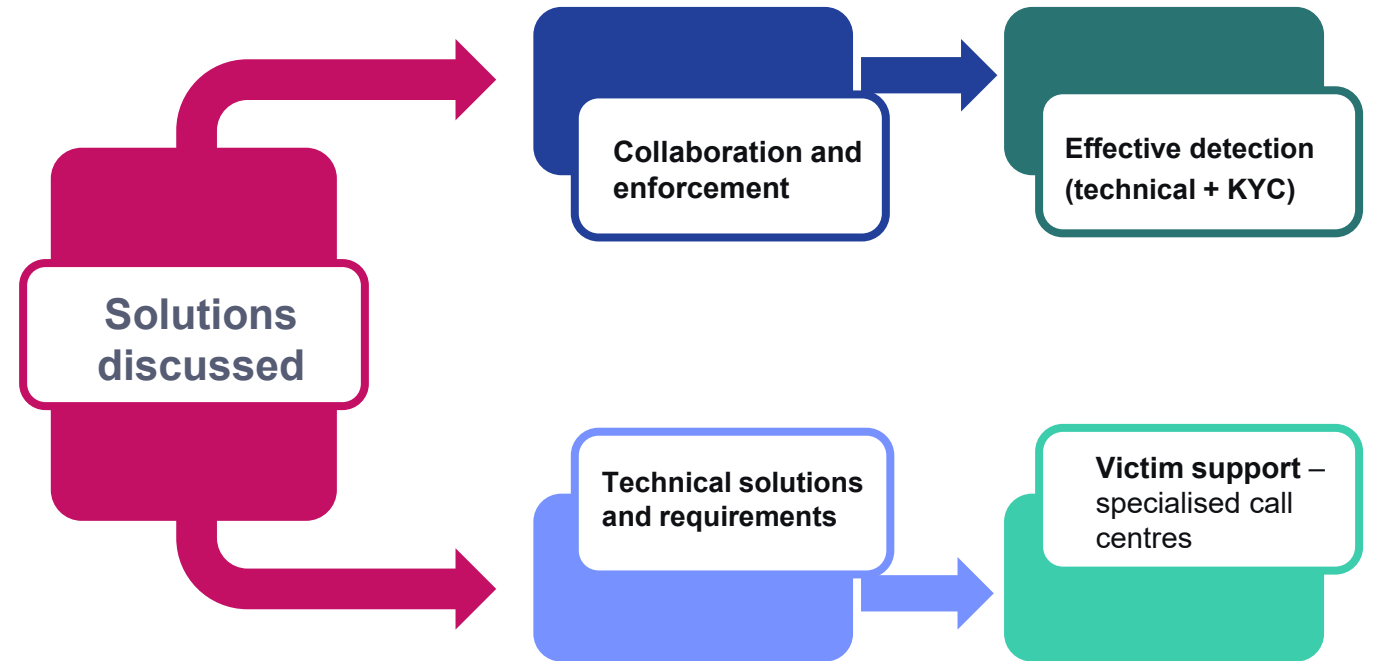 Solutions
discussed
Collaboration and
enforcement
Effective detection
(technical + KYC)
Technical solutions
and requirements
Victim support –
specialised call
centres